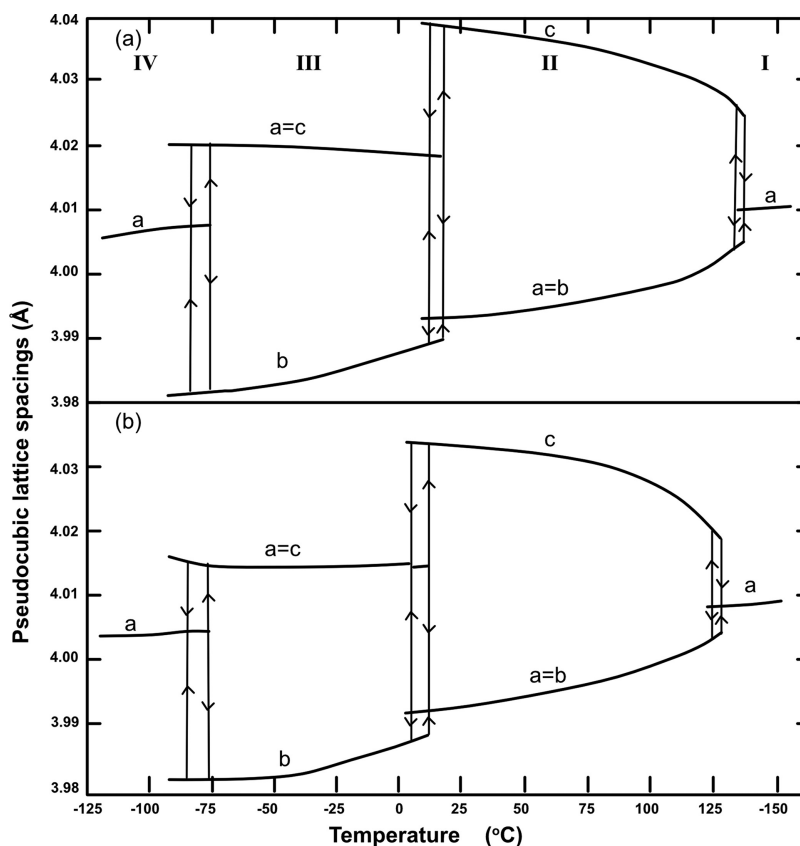 4.04
(a)
c
IV
III
II
I
4.03
a=c
4.02
a
a
4.01
4.00
a=b
3.99
b
3.98
(b)
c
4.03
4.02
a=c
a
4.01
a
4.00
a=b
3.99
b
3.98
-125 -100 -75 -50 -25 0 25 50 75 100 125 -150
Temperature (°C)
Pseudocubic lattice spacings (Å)